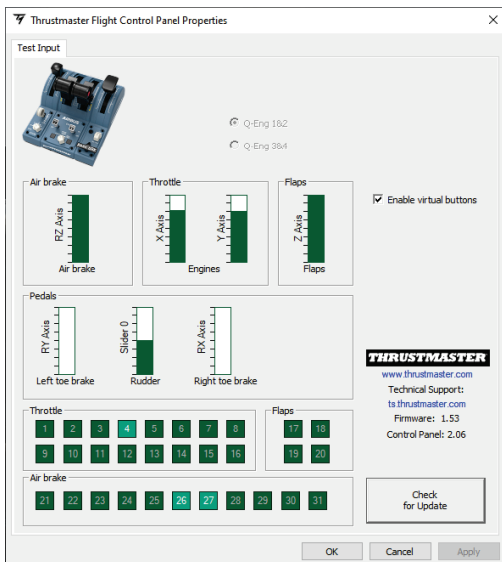 Thrustmaster Flight Control Panel Properties
Test Input
Q-Eng 1&2
Q-Eng 3&4
Air brake
Throttle
Flaps
RZ Axis
X Axis
Y Axis
Z Axis
Enable virtual buttons
Air brake
Engines
Flaps
Pedals
RY Axis
Slider 0
RX Axis
Left toe brake
Rudder
Right toe brake
THRUSTMASTER
www.thrustmaster.com
Technical Support:
ts.thrustmaster.com
Firmware: 1.53
Control Panel: 2.06
Throttle
Flaps
1 2 3 4 5 6 7 8
17 18
9 10 11 12 13 14 15 16
19 20
Air brake
21 22 23 24 25 26 27 28 29 30 31
Check
for Update
OK
Cancel
Apply